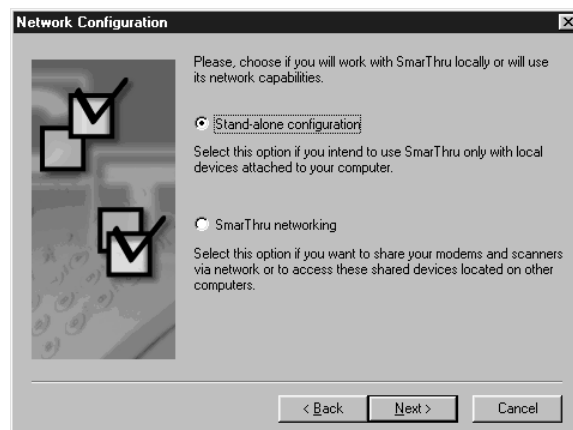 Network Configuration
Please, choose if you will work with SmarThru locally or will use
its network capabilities.
Stand-alone configuration
Select this option if you intend to use SmarThru only with local
devices attached to your computer.
SmarThru networking
Select this option if you want to share your modems and scanners
via network or to access these shared devices located on other
computers.
< Back
Next >
Cancel